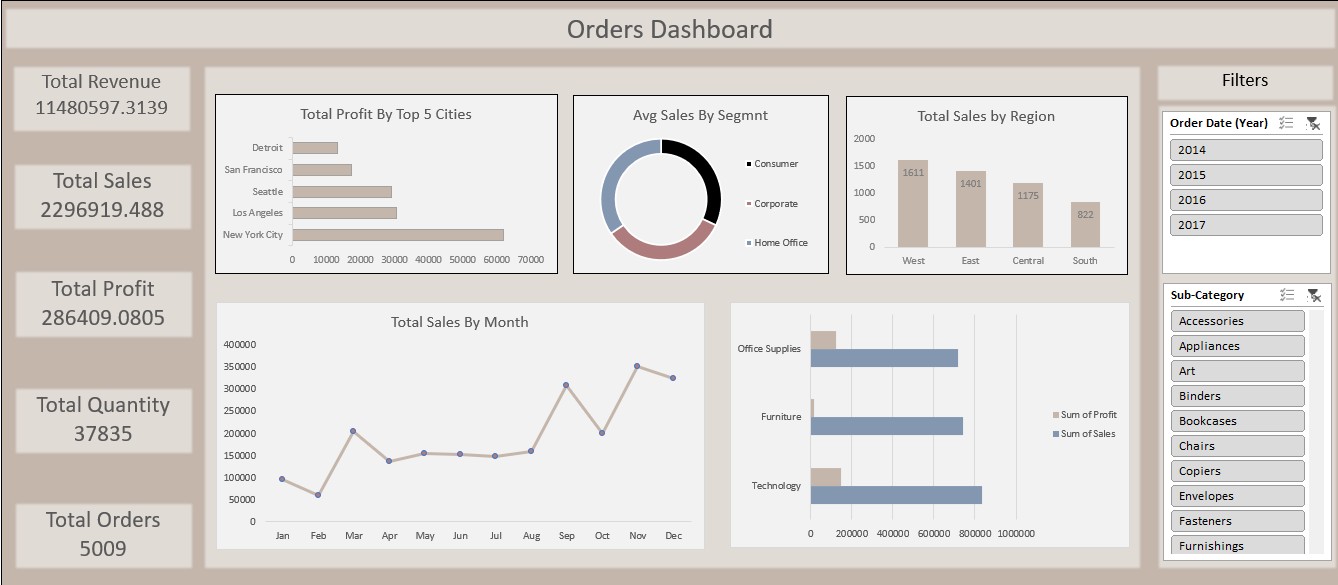 Orders Dashboard
Total Revenue
11480597.3139
Total Sales
2296919.488
Total Profit
286409.0805
Total Quantity
37835
Total Orders
5009
Total Profit By Top 5 Cities
Detroit
San Francisco
Seattle
Los Angeles
New York City
0 10000 20000 30000 40000 50000 60000 70000
Avg Sales By Segmnt
Consumer
Corporate
Home Office
Total Sales by Region
2000
1500
1000
500
0
1611 1401 1175 822
West East Central South
Total Sales By Month
400000
350000
300000
250000
200000
150000
100000
50000
0
Jan Feb Mar Apr May Jun Jul Aug Sep Oct Nov Dec
Office Supplies
Furniture
Technology
0 200000 400000 600000 800000 1000000
Sum of Profit
Sum of Sales
Filters
Order Date (Year)
2014
2015
2016
2017
Sub-Category
Accessories
Appliances
Art
Binders
Bookcases
Chairs
Copiers
Envelopes
Fasteners
Furnishings